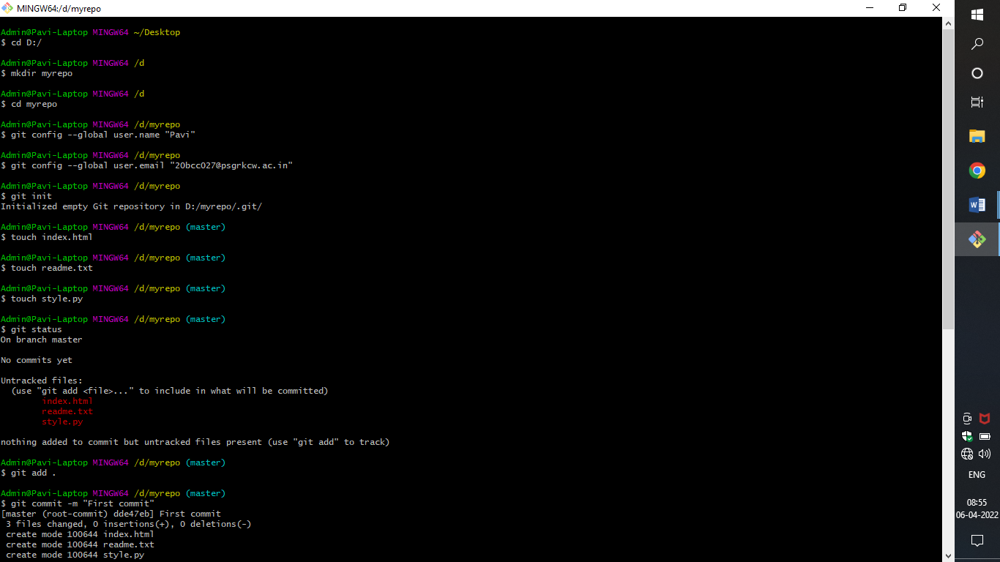 MINGW64:/d/myrepo
Admin@Pavi-Laptop MINGW64 ~/Desktop
$ cd D:/
Admin@Pavi-Laptop MINGW64 /d
$ mkdir myrepo
Admin@Pavi-Laptop MINGW64 /d
$ cd myrepo
Admin@Pavi-Laptop MINGW64 /d/myrepo
$ git config --global user.name "Pavi"
Admin@Pavi-Laptop MINGW64 /d/myrepo
$ git config --global user.email "20bcc027@psgrkcw.ac.in"
Admin@Pavi-Laptop MINGW64 /d/myrepo
$ git init
Initialized empty Git repository in D:/myrepo/.git/
Admin@Pavi-Laptop MINGW64 /d/myrepo (master)
$ touch index.html
Admin@Pavi-Laptop MINGW64 /d/myrepo (master)
$ touch readme.txt
Admin@Pavi-Laptop MINGW64 /d/myrepo (master)
$ touch style.py
Admin@Pavi-Laptop MINGW64 /d/myrepo (master)
$ git status
On branch master
No commits yet
Untracked files:
  (use "git add <file>..." to include in what will be committed)
        index.html
        readme.txt
        style.py
nothing added to commit but untracked files present (use "git add" to track)
Admin@Pavi-Laptop MINGW64 /d/myrepo (master)
$ git add .
Admin@Pavi-Laptop MINGW64 /d/myrepo (master)
$ git commit -m "First commit"
[master (root-commit) dde47eb] First commit
 3 files changed, 0 insertions(+), 0 deletions(-)
 create mode 100644 index.html
 create mode 100644 readme.txt
 create mode 100644 style.py
W
ENG
08:55
06-04-2022